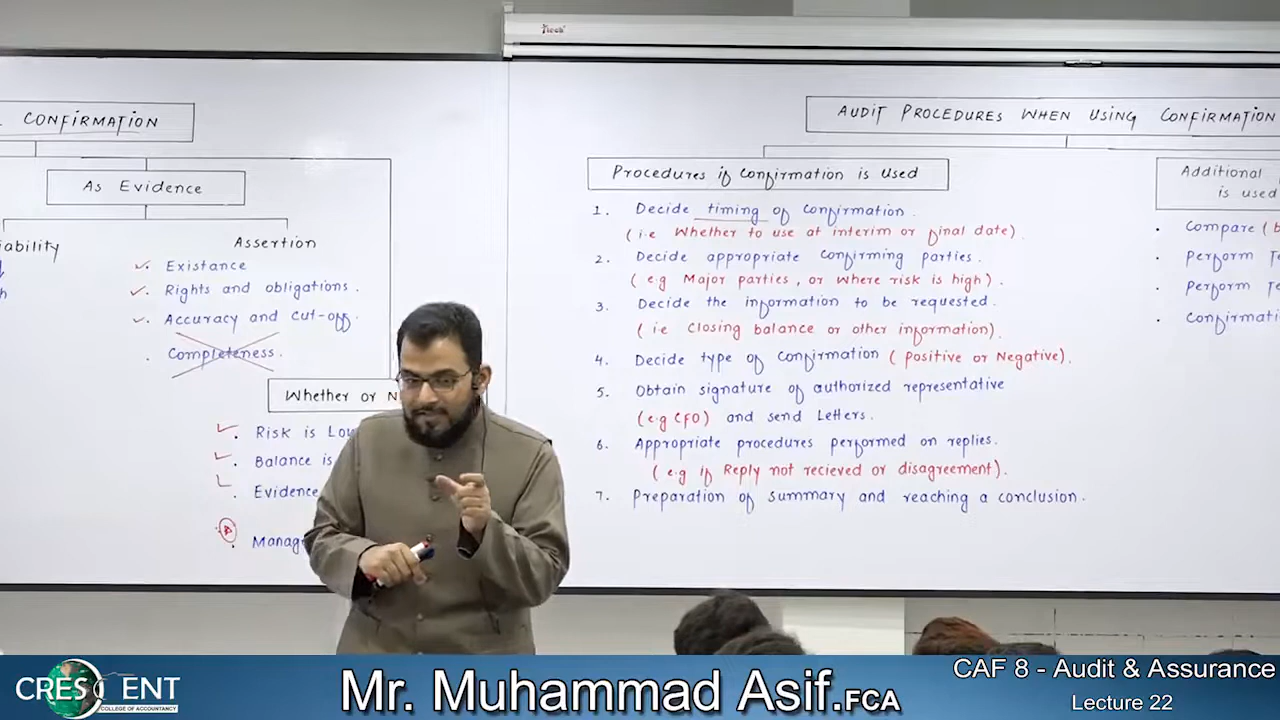 CONFIRMATION
As Evidence
Assertion
Existance
Rights and obligations.
Accuracy and cut-off.
Completeness.
Whether or
Risk is Low
Balance is
Evidence
AUDIT PROCEDURES WHEN USING CONFIRMATION
Procedures if confirmation is used
1. Decide timing of confirmation.
(i.e Whether to use at interim or final date).
2. Decide appropriate confirming parties.
(e.g Major parties, or where risk is high).
3. Decide the information to be requested.
(i.e Closing balance or other information).
4. Decide type of confirmation (positive or Negative).
5. Obtain signature of authorized representative
(e.g CFO) and send Letters.
6. Appropriate procedures performed on replies.
(e.g if Reply not recieved or disagreement).
7. Preparation of summary and reaching a conclusion.
Additional
is used
Compare
Perform
Perform
CRESCENT
COLLEGE OF ACCOUNTANCY
Mr. Muhammad Asif.FCA
CAF 8 - Audit & Assurance
Lecture 22